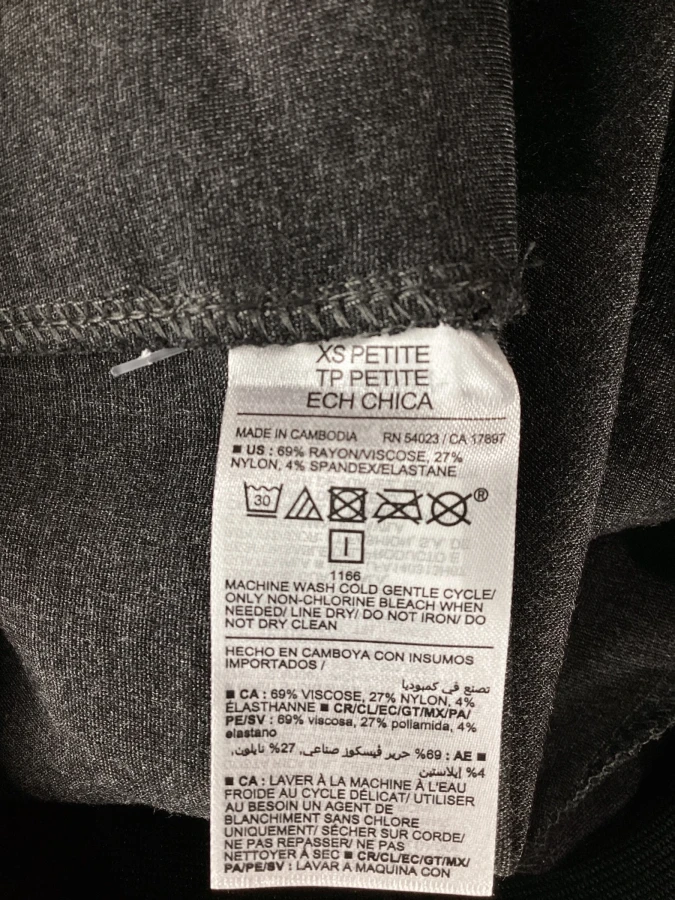 XS PETITE
TP PETITE
ECH CHICA
MADE IN CAMBODIA RN 54023 / CA 17897
■ US : 69% RAYON/VISCOSE, 27%
NYLON, 4% SPANDEX/ELASTANE
30 ®
1166
MACHINE WASH COLD GENTLE CYCLE/
ONLY NON-CHLORINE BLEACH WHEN
NEEDED/ LINE DRY/ DO NOT IRON/ DO
NOT DRY CLEAN
HECHO EN CAMBOYA CON INSUMOS
IMPORTADOS /
تصنع في كمبوديا
■ CA : 69% VISCOSE, 27% NYLON, 4%
ÉLASTHANNE ■ CR/CL/EC/GT/MX/PA/
PE/SV : 69% viscosa, 27% poliamida, 4%
elastano
■ AE : 69% حرير ڤيسكوز صناعي، 27% نايلون،
4% إيلاستين
■ CA : LAVER À LA MACHINE À L'EAU
FROIDE AU CYCLE DÉLICAT/ UTILISER
AU BESOIN UN AGENT DE
BLANCHIMENT SANS CHLORE
UNIQUEMENT/ SÉCHER SUR CORDE/
NE PAS REPASSER/ NE PAS
NETTOYER À SEC ■ CR/CL/EC/GT/MX/
PA/PE/SV : LAVAR A MAQUINA CON